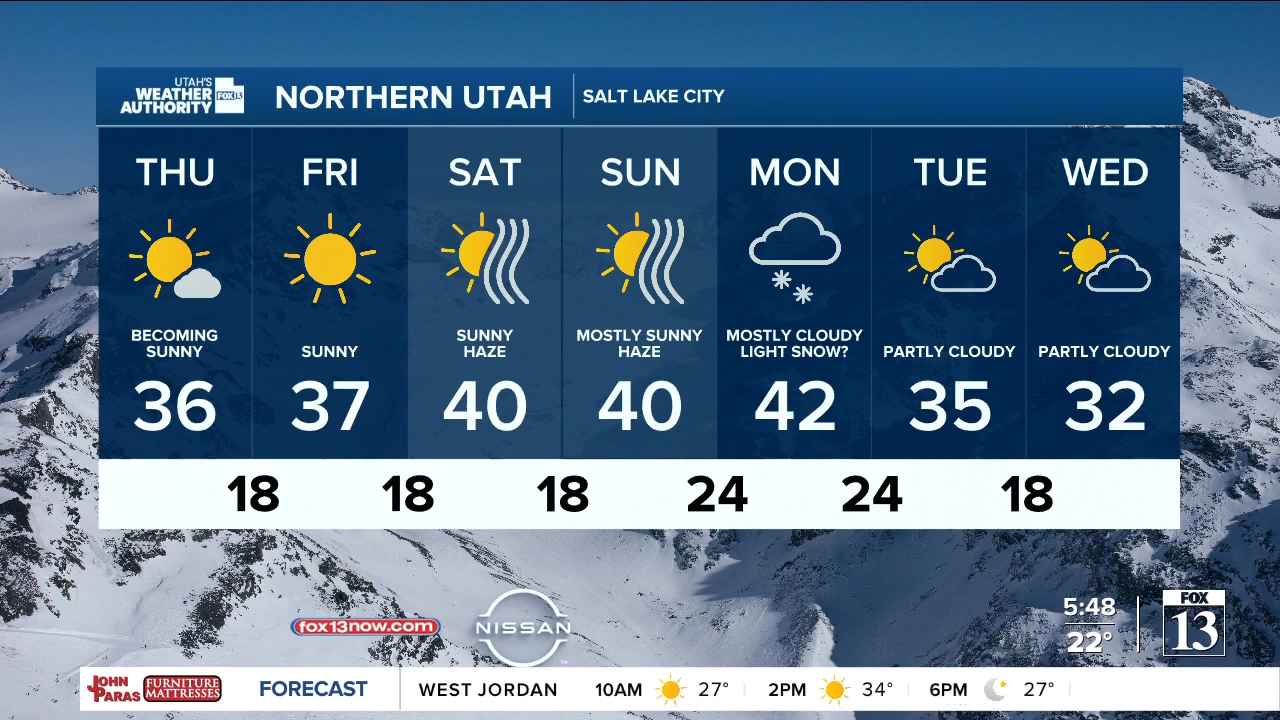 UTAH'S
WEATHER
AUTHORITY
FOX 13
NORTHERN UTAH
SALT LAKE CITY
THU
FRI
SAT
SUN
MON
TUE
WED
BECOMING
SUNNY
SUNNY
SUNNY
HAZE
MOSTLY SUNNY
HAZE
MOSTLY CLOUDY
LIGHT SNOW?
PARTLY CLOUDY
PARTLY CLOUDY
36
37
40
40
42
35
32
18
18
18
24
24
18
fox13now.com
NISSAN
5:48
22°
FOX
13
JOHN
PARAS
FURNITURE
MATTRESSES
FORECAST
WEST JORDAN
10AM 27°
2PM 34°
6PM 27°